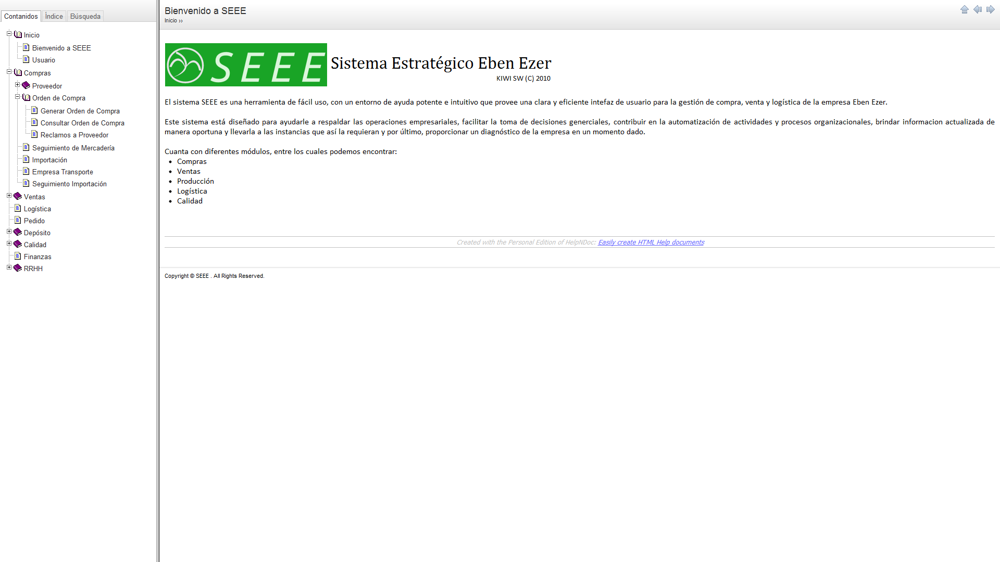 Contanidos Índice Búsqueda
Inicio
Bienvenido a SEEE
Usuario
Compras
Proveedor
Orden de Compra
Generar Orden de Compra
Consultar Orden de Compra
Reclamos a Proveedor
Seguimiento de Mercadería
Importación
Empresa Transporte
Seguimiento Importación
Ventas
Logística
Pedido
Depósito
Calidad
Finanzas
RRHH
Bienvenido a SEEE
Inicio ››
SEEE Sistema Estratégico Eben Ezer
KIWI SW (C) 2010
El sistema SEEE es una herramienta de fácil uso, con un entorno de ayuda potente e intuitivo que provee una clara y eficiente intefaz de usuario para la gestión de compra, venta y logística de la empresa Eben Ezer.
Este sistema está diseñado para ayudarle a respaldar las operaciones empresariales, facilitar la toma de decisiones generciales, contribuir en la automatización de actividades y procesos organizacionales, brindar informacion actualizada de
manera oportuna y llevarla a las instancias que así la requieran y por último, proporcionar un diagnóstico de la empresa en un momento dado.
Cuanta con diferentes módulos, entre los cuales podemos encontrar:
• Compras
• Ventas
• Producción
• Logística
• Calidad
Created with the Personal Edition of HelpNDoc: Easily create HTML Help documents
Copyright © SEEE . All Rights Reserved.